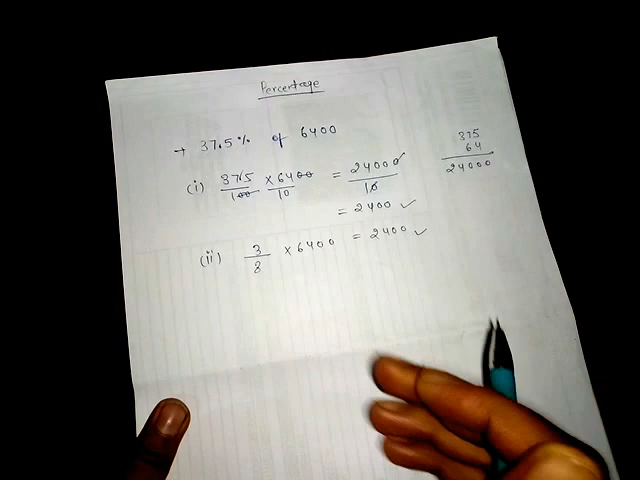 Percentage
→ 37.5% of 6400
375
64
24000
(i) 375/100 × 6400/10 = 24000/10
= 2400 ✓
(ii) 3/8 × 6400 = 2400 ✓